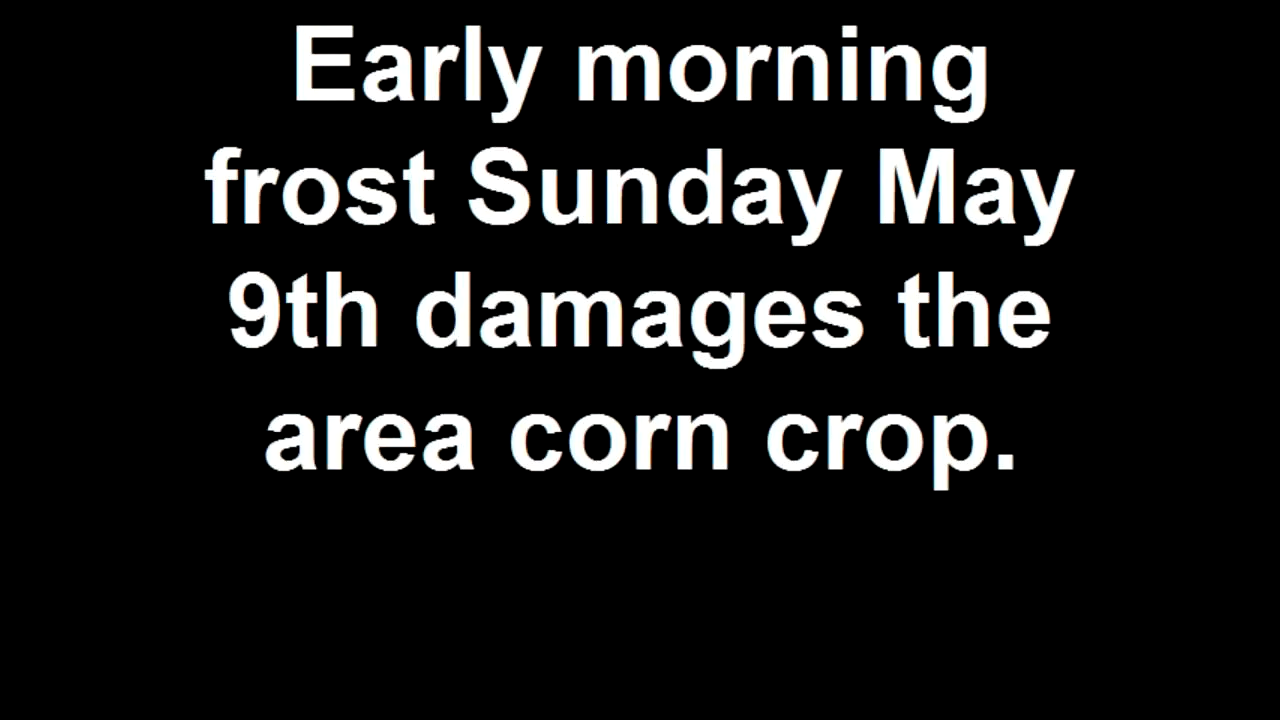 Early morning
frost Sunday May
9th damages the
area corn crop.